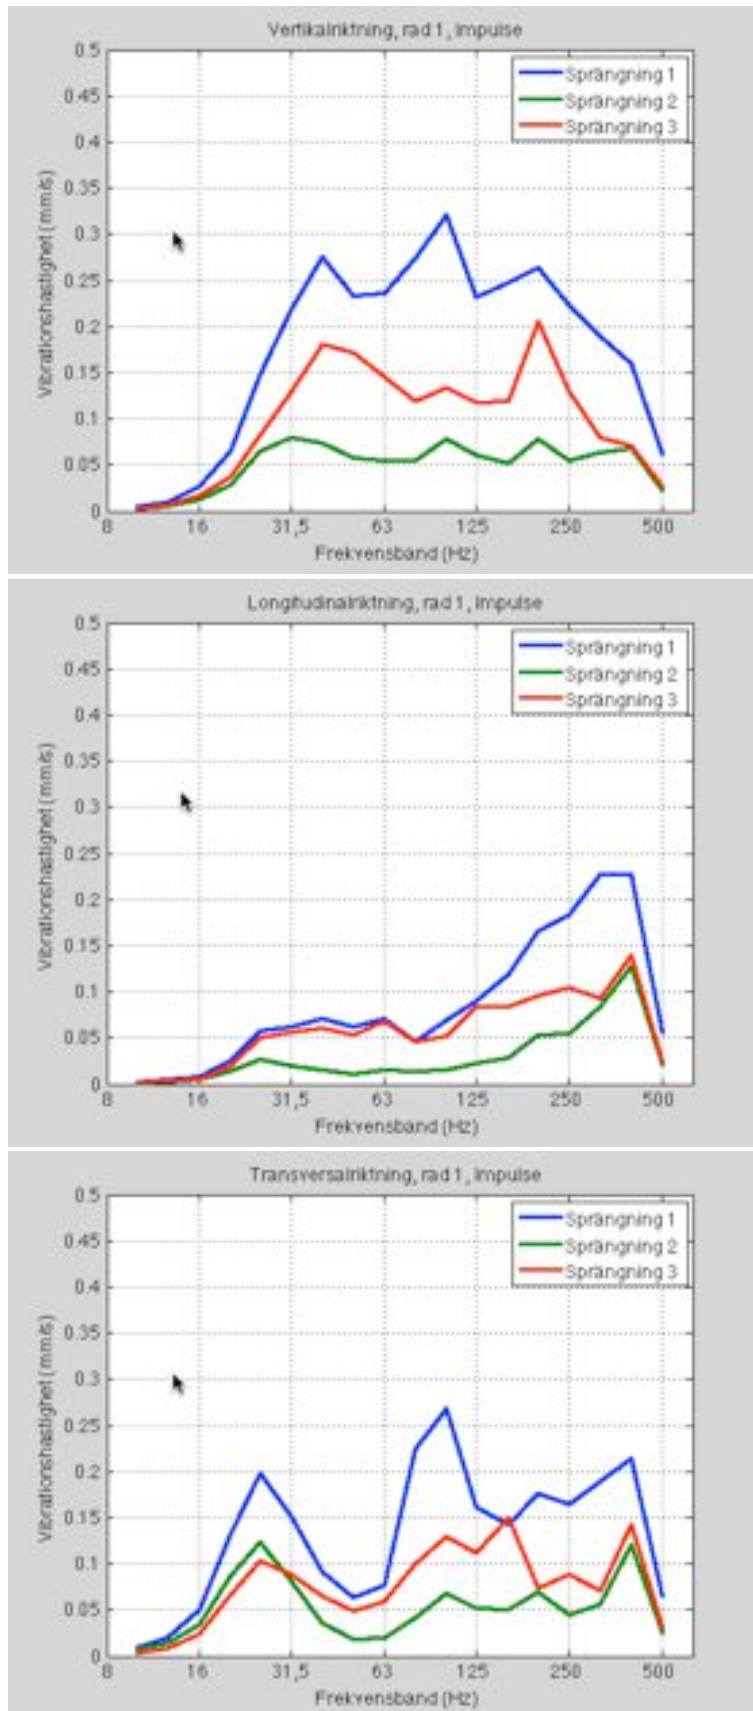 Vertikalriktning, rad 1, Impulse
Vibrationshastighet (mm/s)
0.5
0.45
0.4
0.35
0.3
0.25
0.2
0.15
0.1
0.05
0
Sprängning 1
Sprängning 2
Sprängning 3
8 16 31,5 63 125 250 500
Frekvensband (Hz)
Longitudinalriktning, rad 1, Impulse
Vibrationshastighet (mm/s)
0.5
0.45
0.4
0.35
0.3
0.25
0.2
0.15
0.1
0.05
0
Sprängning 1
Sprängning 2
Sprängning 3
8 16 31,5 63 125 250 500
Frekvensband (Hz)
Transversalriktning, rad 1, Impulse
Vibrationshastighet (mm/s)
0.5
0.45
0.4
0.35
0.3
0.25
0.2
0.15
0.1
0.05
0
Sprängning 1
Sprängning 2
Sprängning 3
8 16 31,5 63 125 250 500
Frekvensband (Hz)